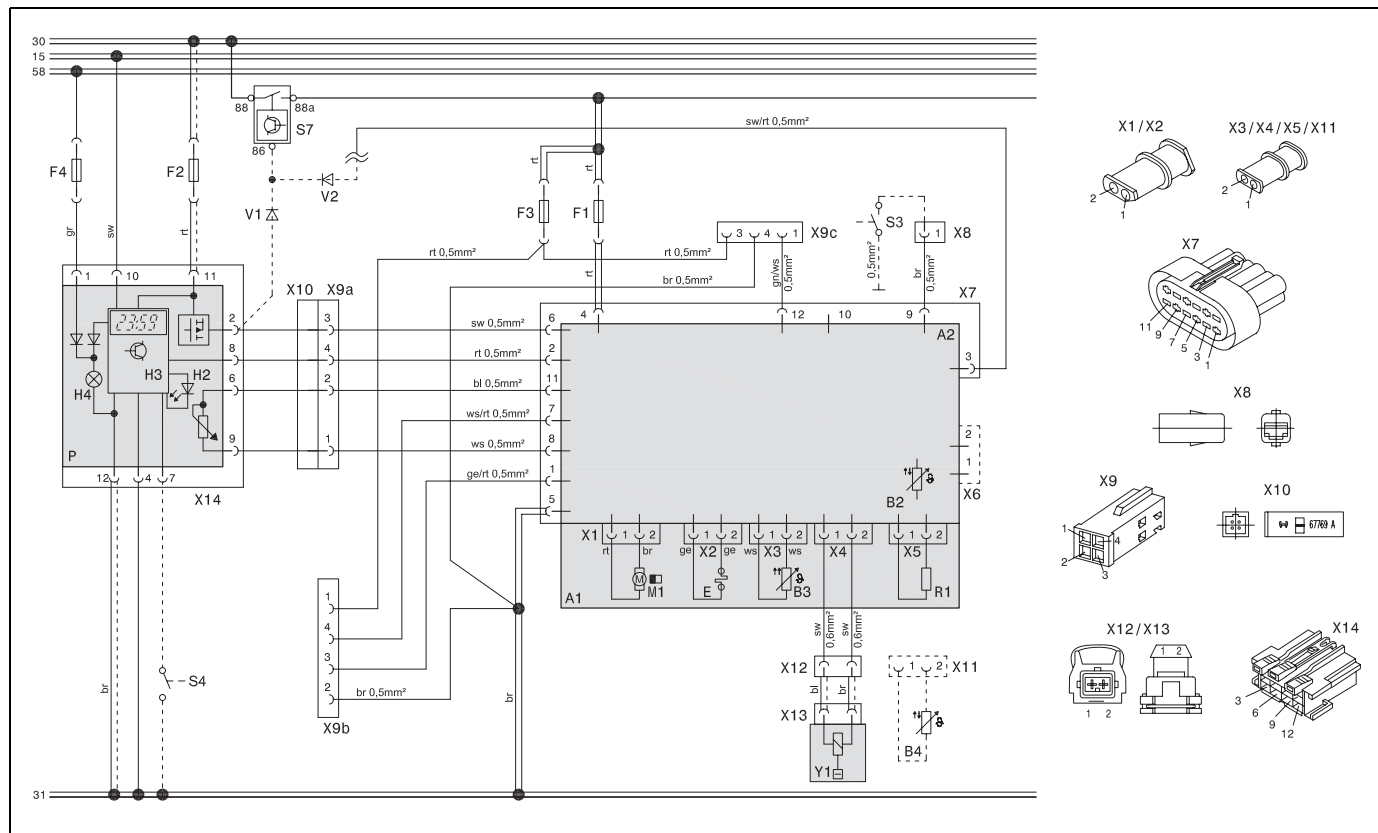 30
15
58
88
88a
S7
86
sw/rt 0,5mm²
V2
V1
F4
F2
F3
F1
gr
sw
rt
rt
rt
rt
S3
0,5mm²
3 4 1
X9c
1
X8
rt 0,5mm²
rt 0,5mm²
br 0,5mm²
gn/ws
0,5mm²
br
0,5mm²
1
10
11
X10
X9a
X7
4
12
10
9
A2
23:59
2
3
sw 0,5mm²
6
8
4
rt 0,5mm²
2
3
H3
H2
H4
6
2
bl 0,5mm²
11
ws/rt 0,5mm²
7
9
1
ws 0,5mm²
8
2
P
ge/rt 0,5mm²
1
1
12
4
7
X14
5
B2
X6
X1
1
2
1
X2
2
1
X3
2
1
X4
2
1
X5
2
rt
br
ge
ge
ws
ws
M
M1
E
B3
R1
A1
1
4
3
2
br 0,5mm²
X9b
S4
br
br
sw
0,6mm²
sw
0,6mm²
X12
bl
br
X13
Y1
1
2
X11
B4
31
X1/X2
2
1
X3/X4/X5/X11
2
1
X7
11
9
7
5
3
1
X8
X9
1
4
2
3
X10
67769 A
X12/X13
1 2
1 2
X14
3
6
9
12